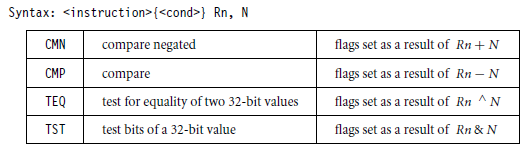 Syntax: <instruction>{<cond>} Rn, N
CMN compare negated flags set as a result of Rn + N
CMP compare flags set as a result of Rn − N
TEQ test for equality of two 32-bit values flags set as a result of Rn ^ N
TST test bits of a 32-bit value flags set as a result of Rn & N